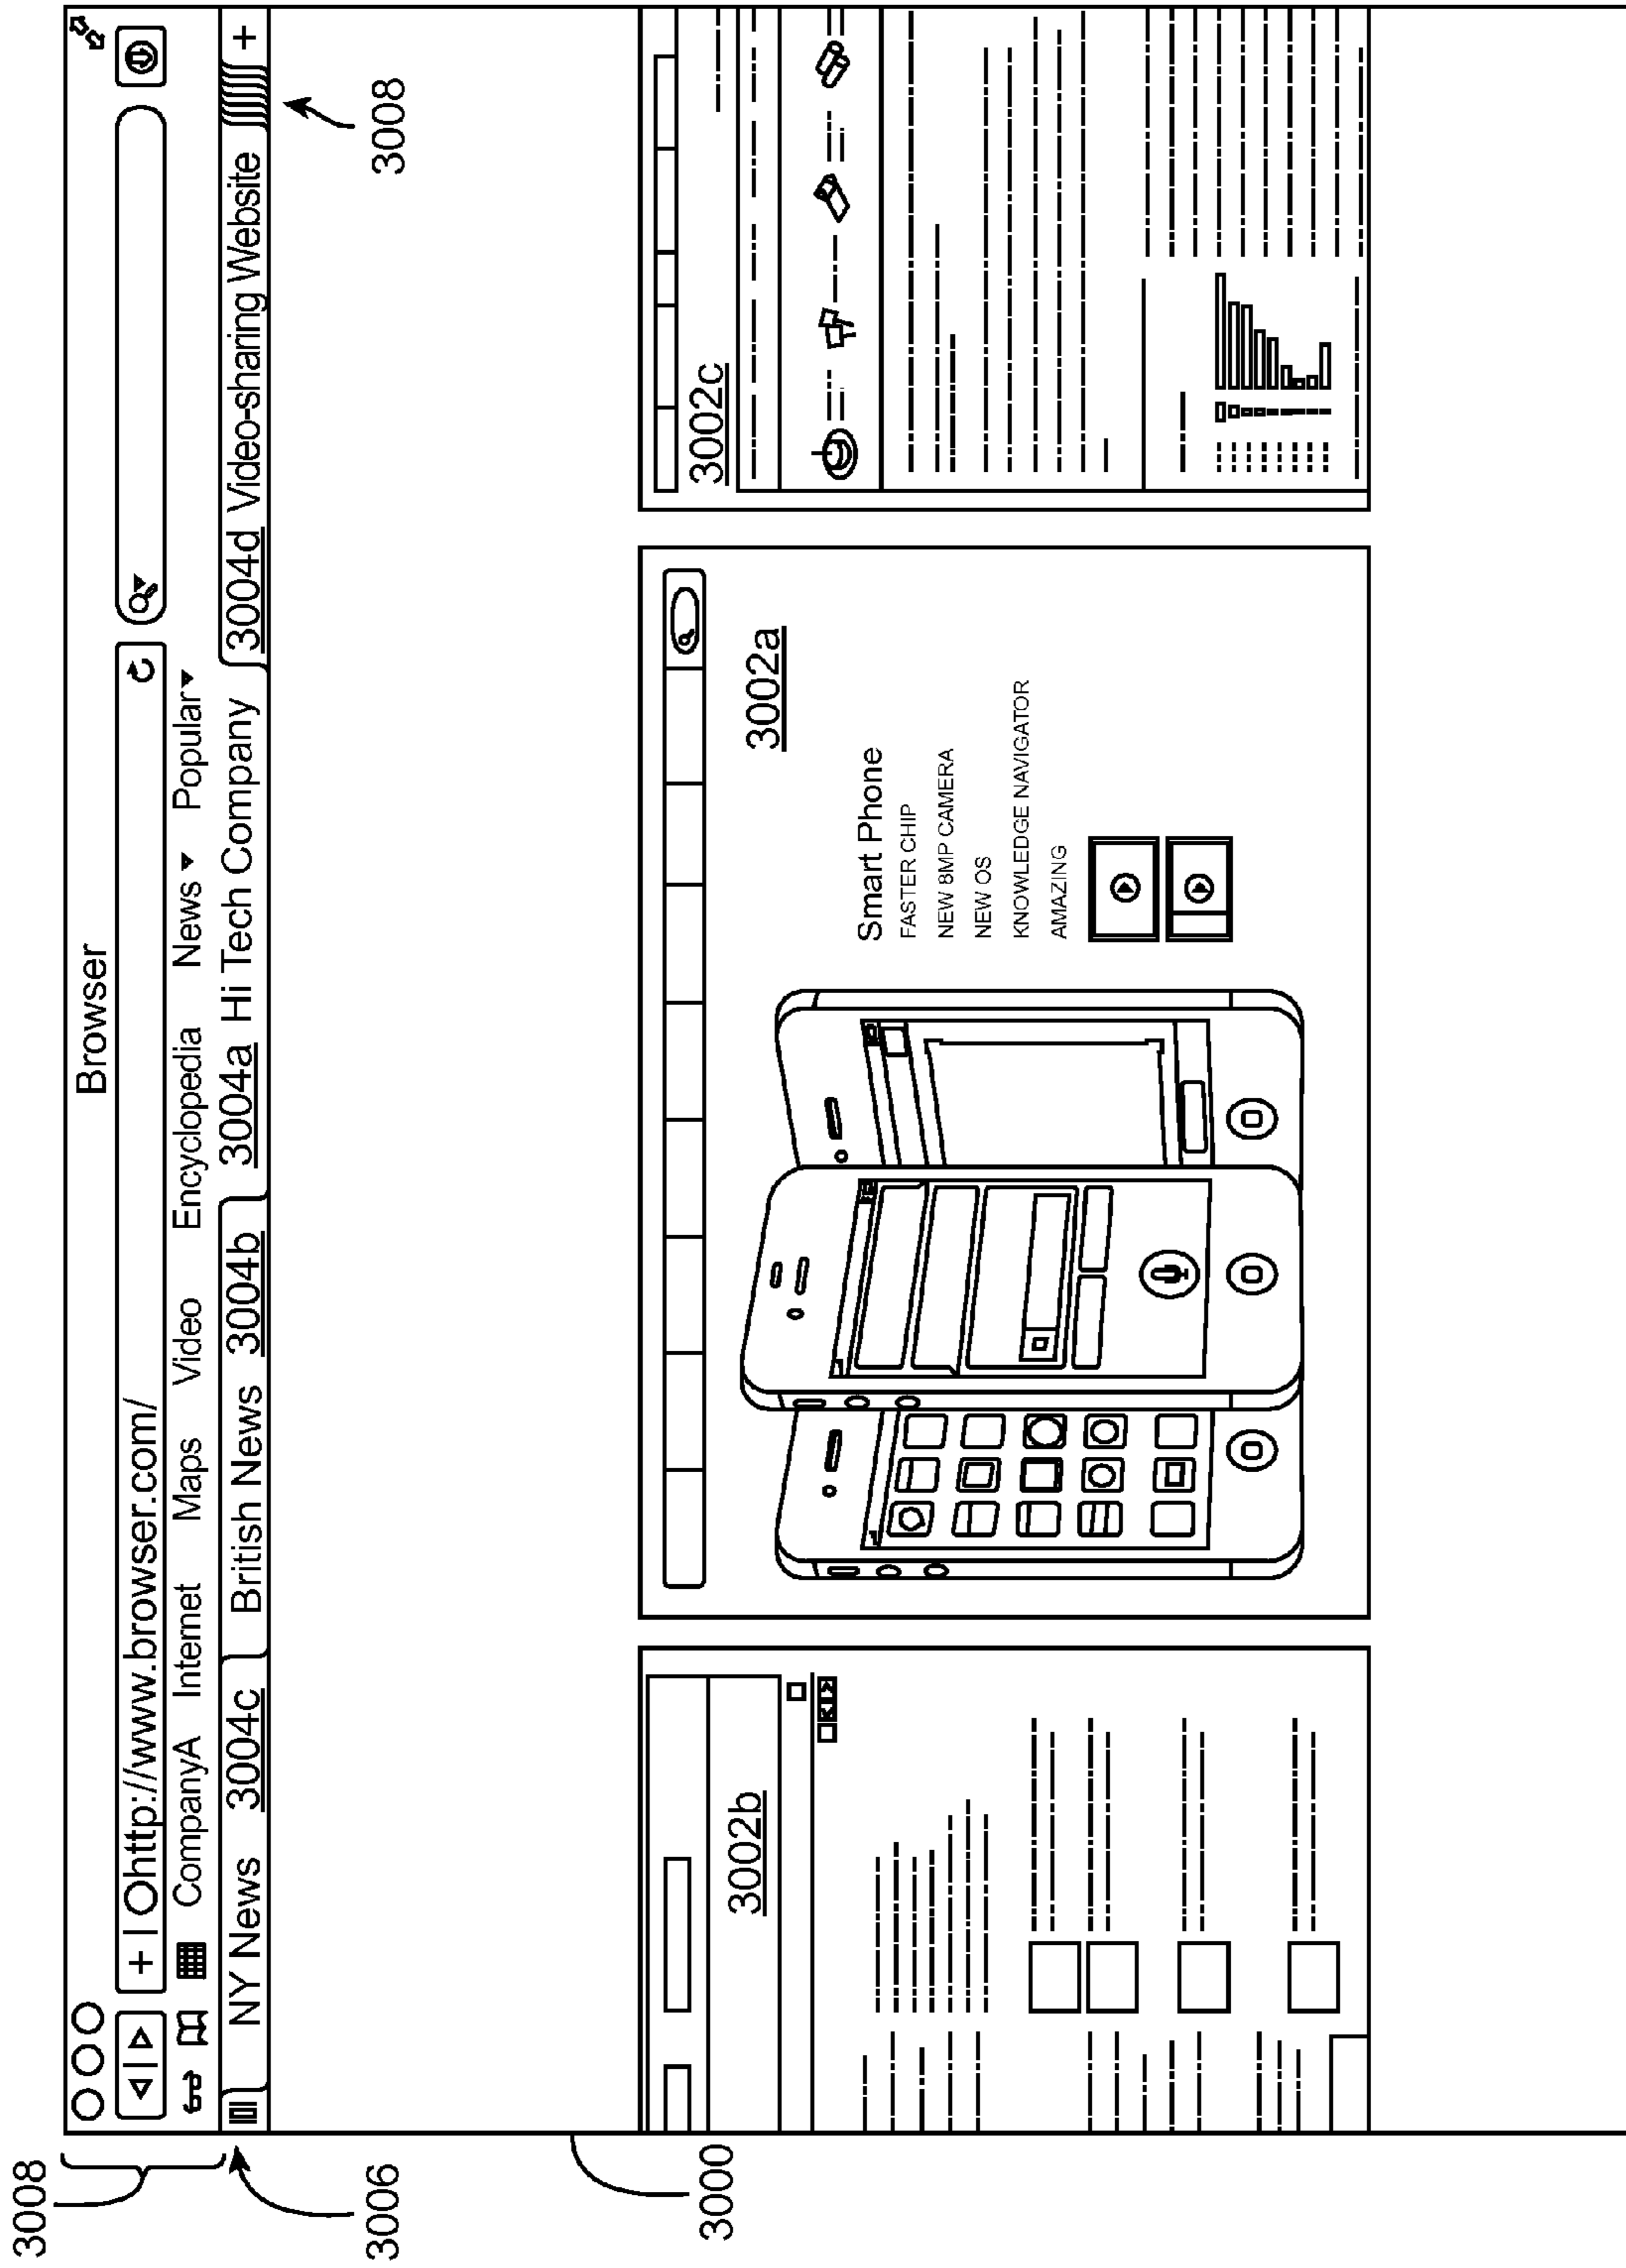 3008
Browser
+ | http://www.browser.com/
CompanyA Internet Maps Video Encyclopedia News Popular
NY News 3004c British News 3004b 3004a Hi Tech Company 3004d Video-sharing Website +
3006
3008
3000
3002b
3002a
Smart Phone
FASTER CHIP
NEW 8MP CAMERA
NEW OS
KNOWLEDGE NAVIGATOR
AMAZING
3002c